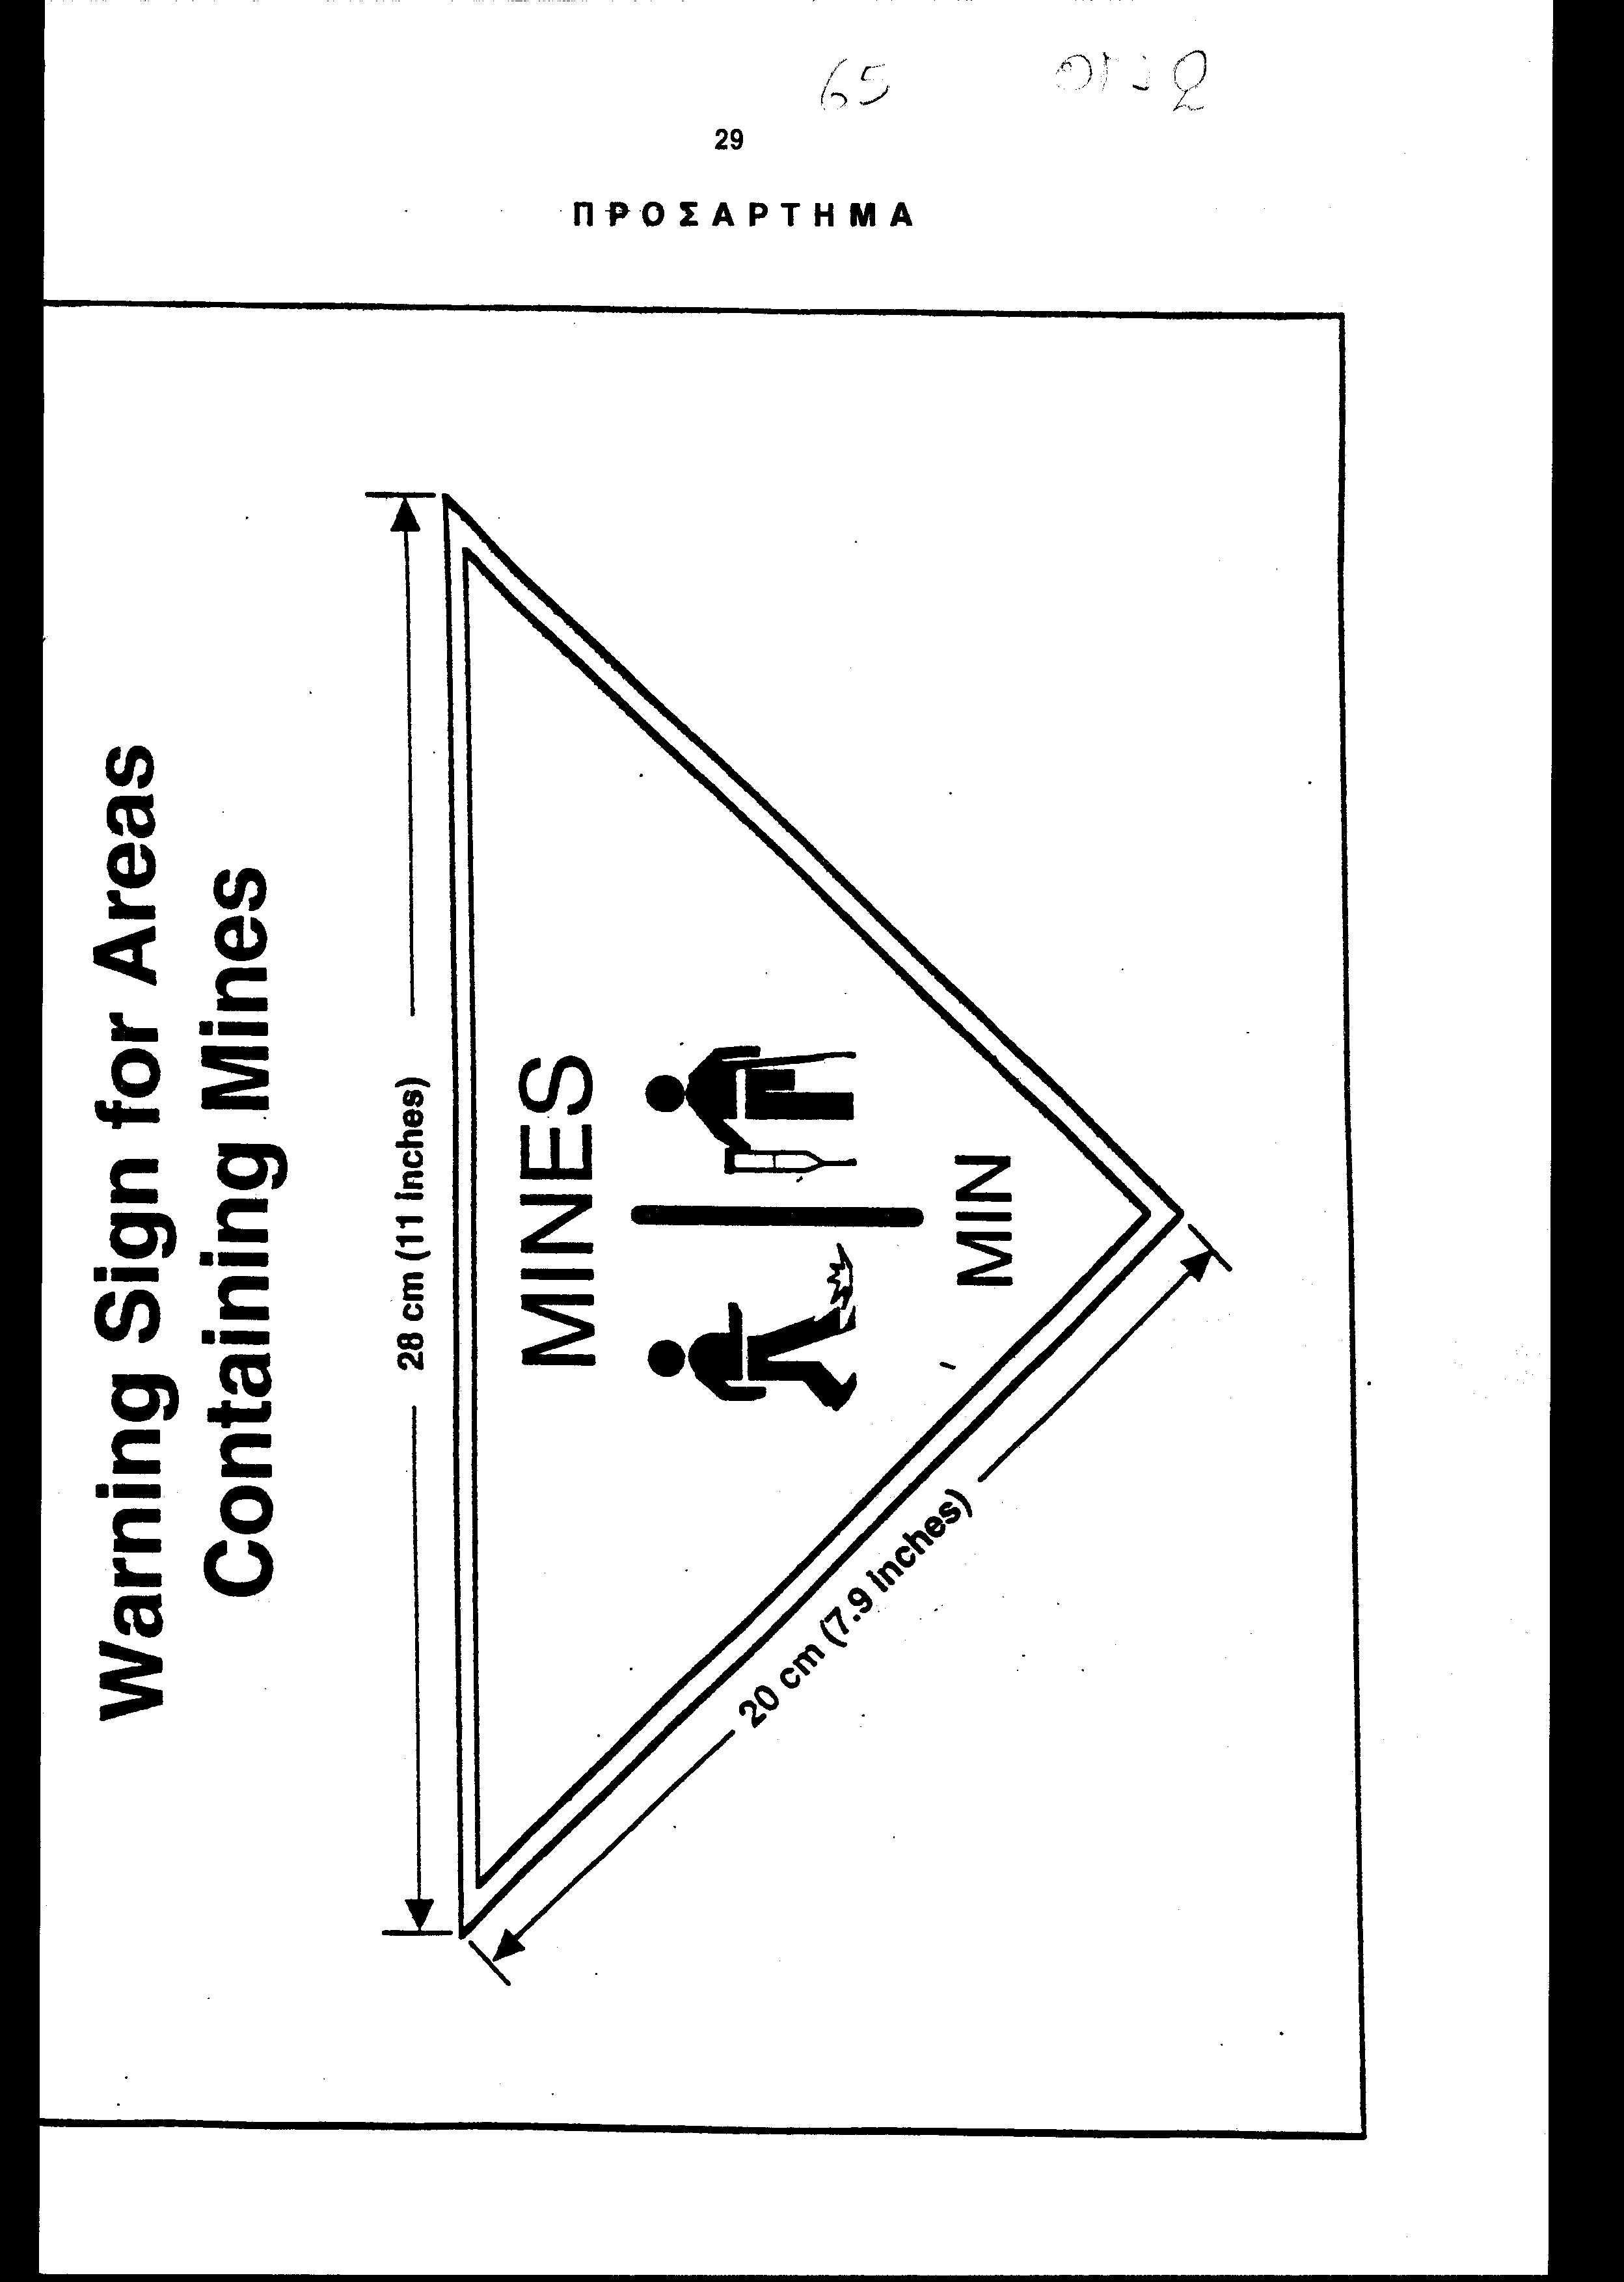 65
29
ΠΡΟΣΑΡΤΗΜΑ
Warning Sign for Areas
Containing Mines
28 cm (11 inches)
MINES
MIN
20 cm (7.9 inches)